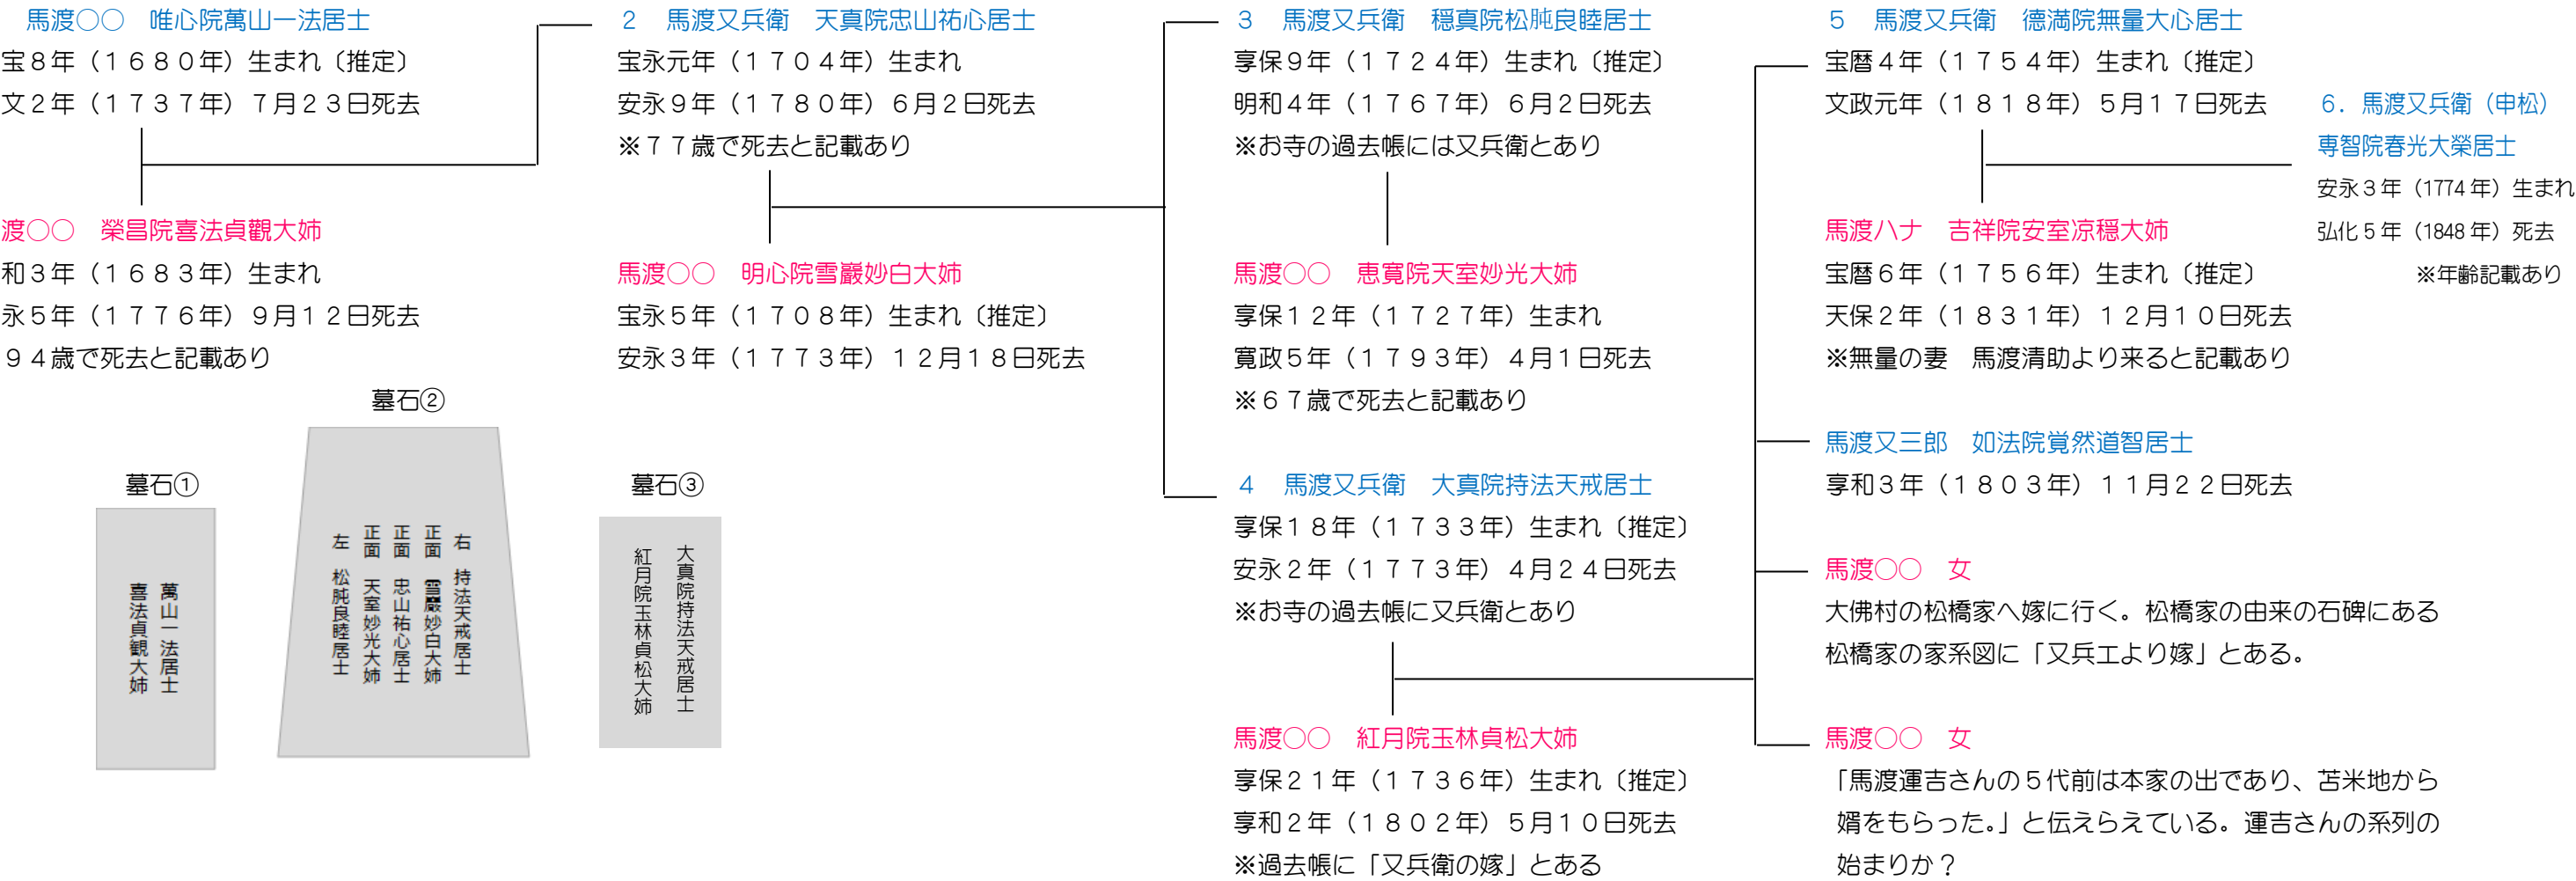 馬渡○○　唯心院萬山一法居士
宝８年（１６８０年）生まれ〔推定〕
文２年（１７３７年）７月２３日死去
渡○○　榮昌院喜法貞觀大姉
和３年（１６８３年）生まれ
永５年（１７７６年）９月１２日死去
９４歳で死去と記載あり
２　馬渡又兵衛　天真院忠山祐心居士
宝永元年（１７０４年）生まれ
安永９年（１７８０年）６月２日死去
※７７歳で死去と記載あり
馬渡○○　明心院雪巖妙白大姉
宝永５年（１７０８年）生まれ〔推定〕
安永３年（１７７３年）１２月１８日死去
３　馬渡又兵衛　穏真院松肫良睦居士
享保９年（１７２４年）生まれ〔推定〕
明和４年（１７６７年）６月２日死去
※お寺の過去帳には又兵衛とあり
馬渡○○　恵寛院天室妙光大姉
享保１２年（１７２７年）生まれ
寛政５年（１７９３年）４月１日死去
※６７歳で死去と記載あり
４　馬渡又兵衛　大真院持法天戒居士
享保１８年（１７３３年）生まれ〔推定〕
安永２年（１７７３年）４月２４日死去
※お寺の過去帳に又兵衛とあり
馬渡○○　紅月院玉林貞松大姉
享保２１年（１７３６年）生まれ〔推定〕
享和２年（１８０２年）５月１０日死去
※過去帳に「又兵衛の嫁」とある
５　馬渡又兵衛　德満院無量大心居士
宝暦４年（１７５４年）生まれ〔推定〕
文政元年（１８１８年）５月１７日死去
馬渡ハナ　吉祥院安室凉穏大姉
宝暦６年（１７５６年）生まれ〔推定〕
天保２年（１８３１年）１２月１０日死去
※無量の妻　馬渡清助より来ると記載あり
馬渡又三郎　如法院覚然道智居士
享和３年（１８０３年）１１月２２日死去
馬渡○○　女
大佛村の松橋家へ嫁に行く。松橋家の由来の石碑にある
松橋家の家系図に「又兵エより嫁」とある。
馬渡○○　女
「馬渡運吉さんの５代前は本家の出であり、苫米地から
婿をもらった。」と伝えらえている。運吉さんの系列の
始まりか？
６．馬渡又兵衛（申松）
専智院春光大榮居士
安永３年（1774年）生まれ
弘化５年（1848年）死去
※年齢記載あり
墓石①
萬山一法居士
喜法貞観大姉
墓石②
右　持法天戒居士
正面　雪巖妙白大姉
正面　忠山祐心居士
正面　天室妙光大姉
左　松肫良睦居士
墓石③
大真院持法天戒居士
紅月院玉林貞松大姉